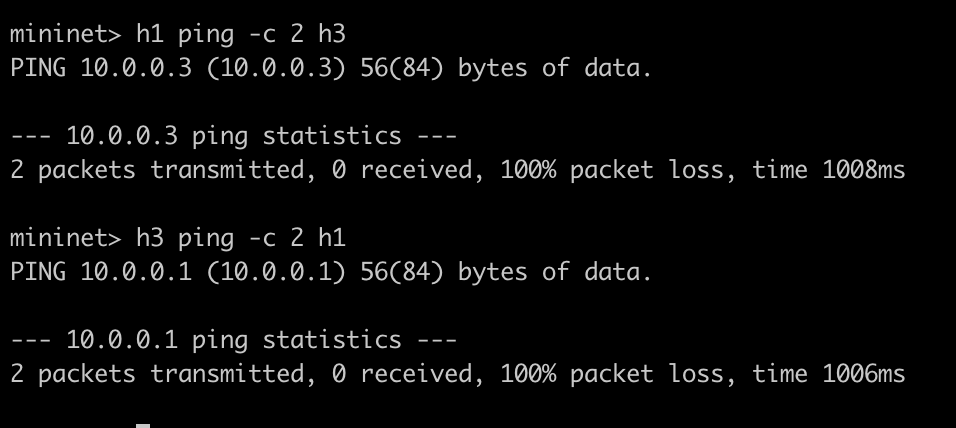 mininet> h1 ping -c 2 h3
PING 10.0.0.3 (10.0.0.3) 56(84) bytes of data.
--- 10.0.0.3 ping statistics ---
2 packets transmitted, 0 received, 100% packet loss, time 1008ms
mininet> h3 ping -c 2 h1
PING 10.0.0.1 (10.0.0.1) 56(84) bytes of data.
--- 10.0.0.1 ping statistics ---
2 packets transmitted, 0 received, 100% packet loss, time 1006ms